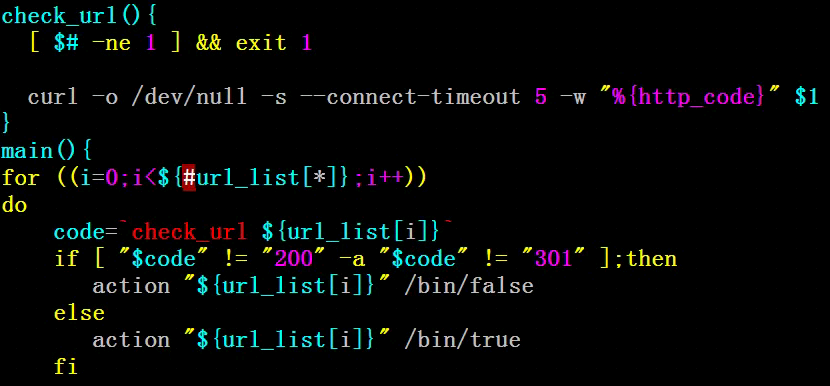 check_url(){
  [ $# -ne 1 ] && exit 1

  curl -o /dev/null -s --connect-timeout 5 -w "%{http_code}" $1
}
main(){
for ((i=0;i<${#url_list[*]};i++))
do
    code=`check_url ${url_list[i]}`
    if [ "$code" != "200" -a "$code" != "301" ];then
       action "${url_list[i]}" /bin/false
    else
       action "${url_list[i]}" /bin/true
    fi